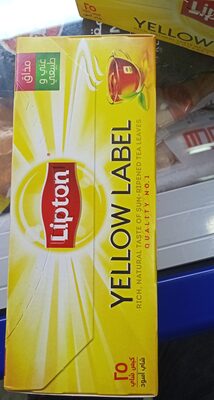 مذاق
غني و
طبيعي
Lipton
YELLOW LABEL
RICH, NATURAL TASTE OF SUN-RIPENED TEA LEAVES
QUALITY NO.1
٢٥
كيس شاي
شاي أسود
٢٥